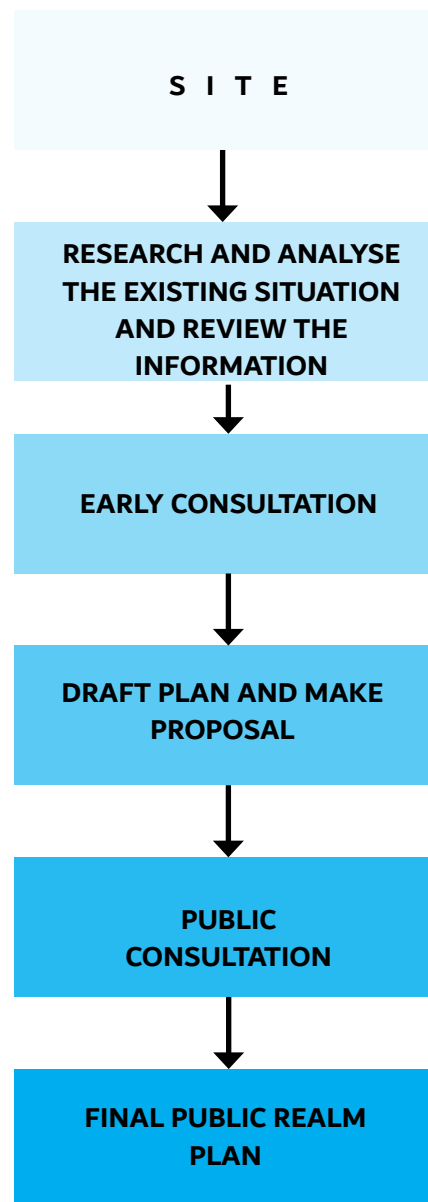 S I T E
RESEARCH AND ANALYSE
THE EXISTING SITUATION
AND REVIEW THE
INFORMATION
EARLY CONSULTATION
DRAFT PLAN AND MAKE
PROPOSAL
PUBLIC
CONSULTATION
FINAL PUBLIC REALM
PLAN